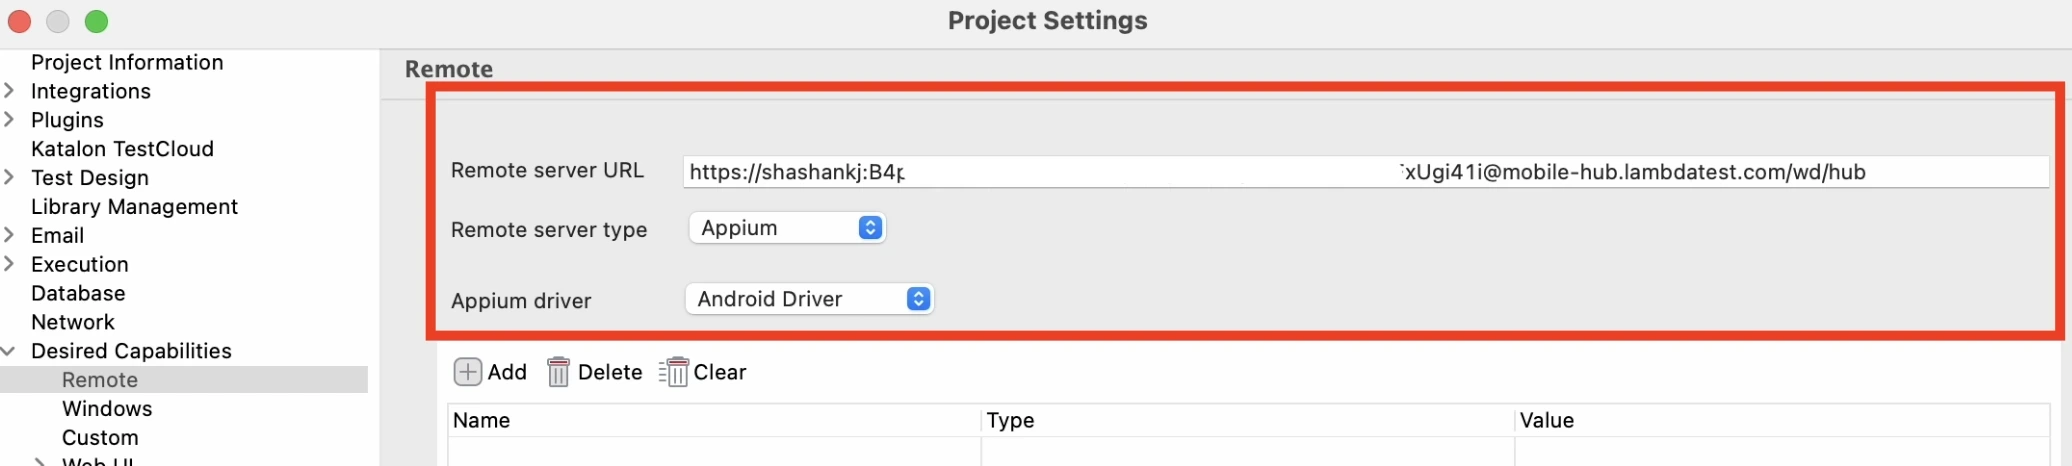 Project Settings
Project Information
Integrations
Plugins
Katalon TestCloud
Test Design
Library Management
Email
Execution
Database
Network
Desired Capabilities
Remote
Windows
Custom
Web UI
Remote
Remote server URL
https://shashankj:B4p xUgi41i@mobile-hub.lambdatest.com/wd/hub
Remote server type
Appium
Appium driver
Android Driver
Add Delete Clear
Name Type Value